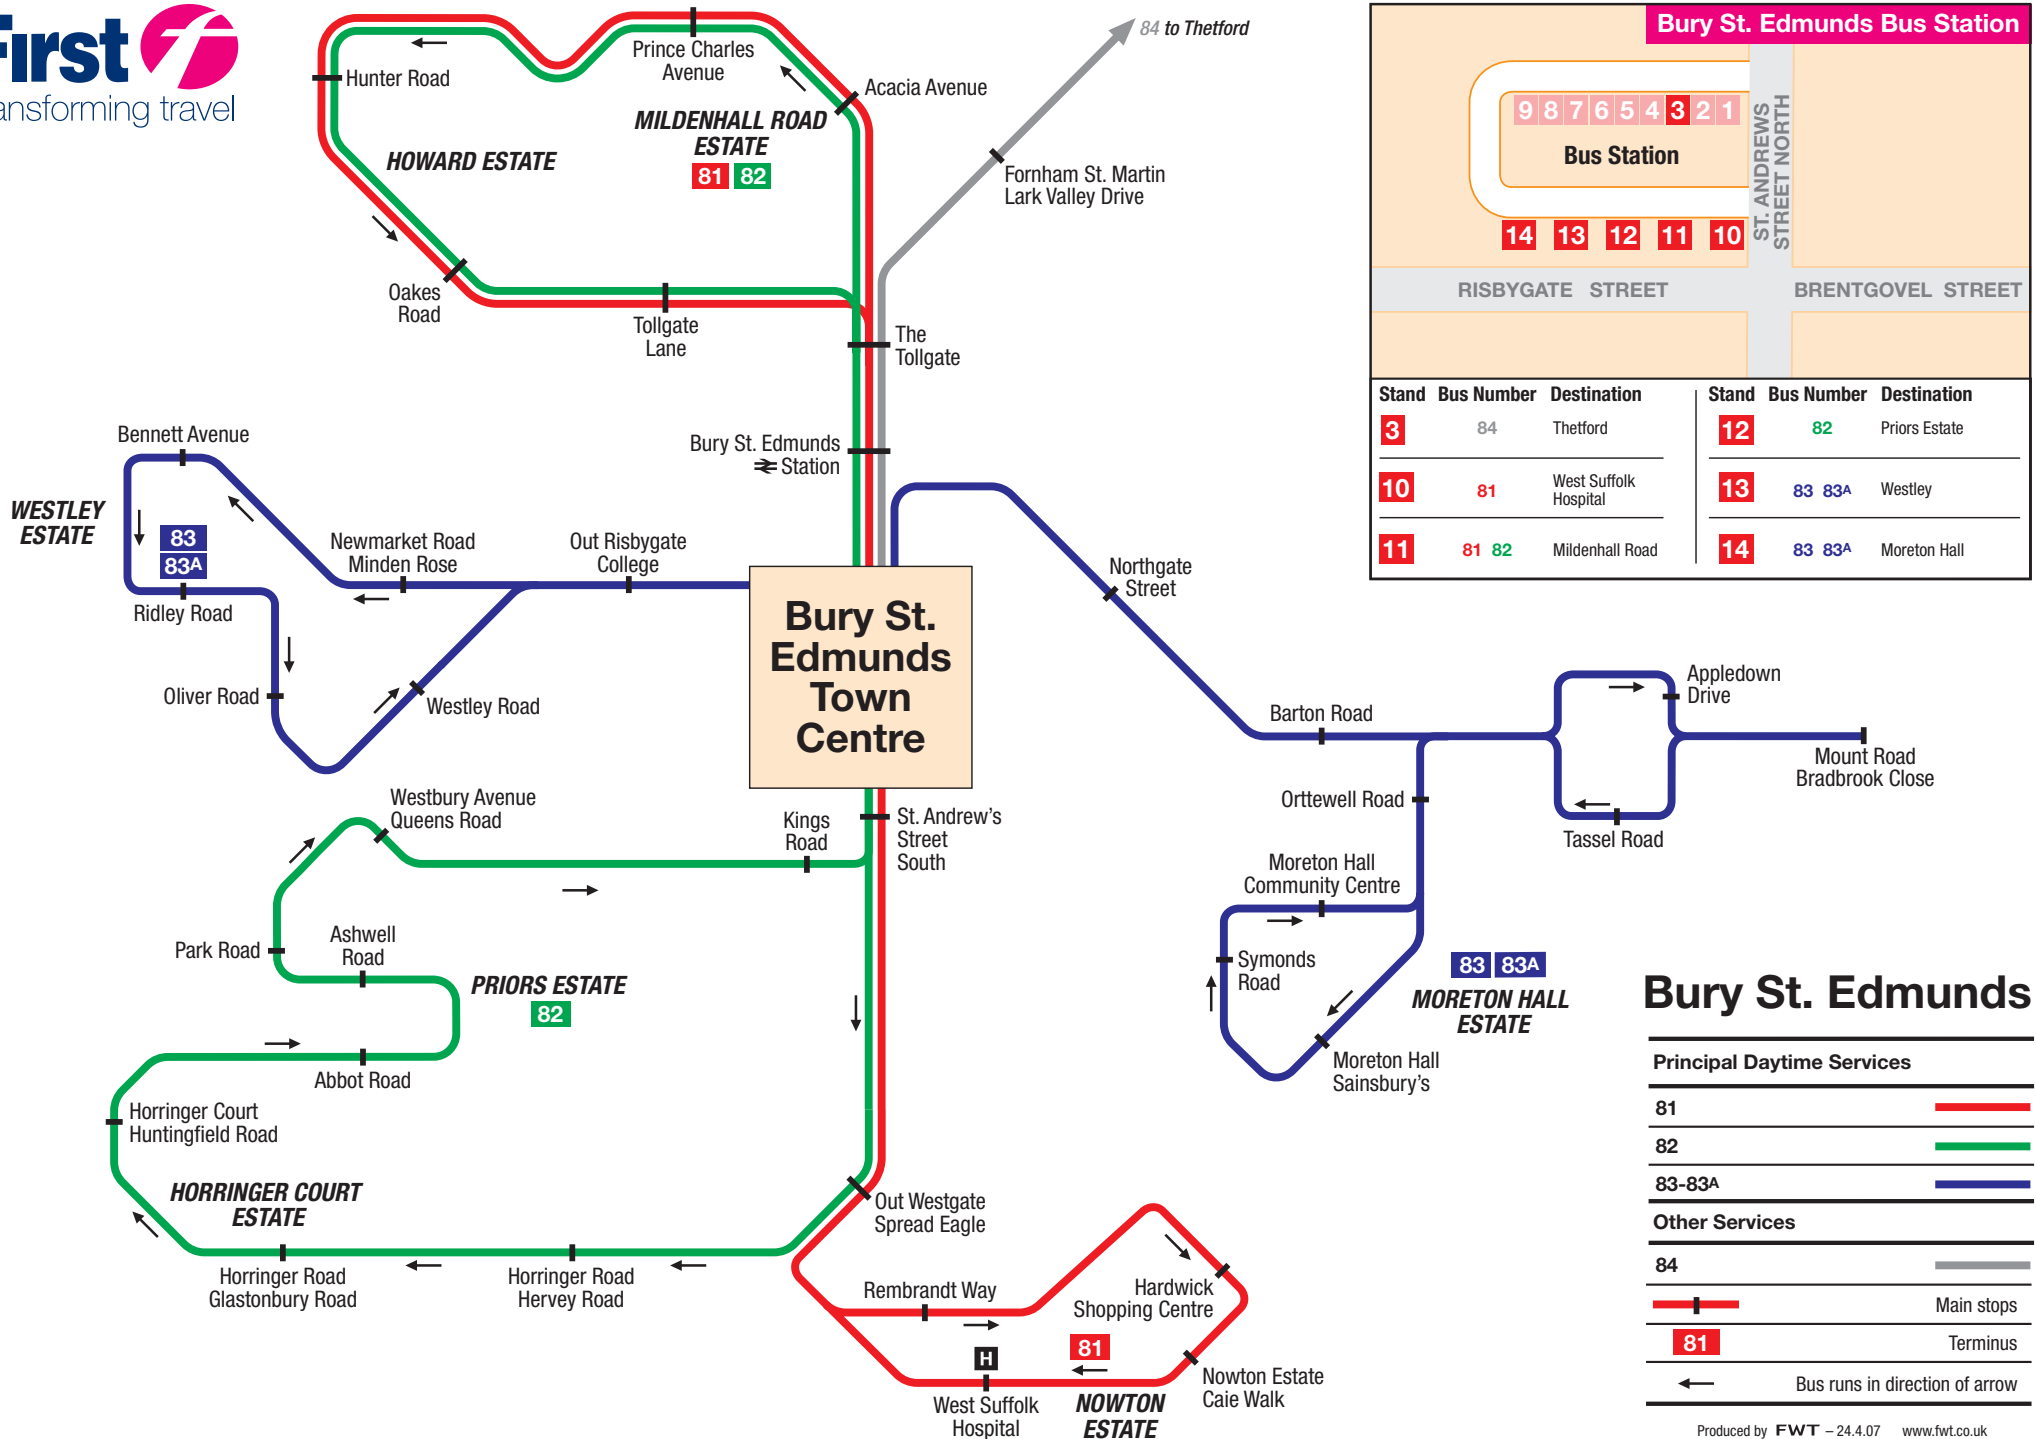 First
ansforming travel
84 to Thetford
Prince Charles
Avenue
Hunter Road
Acacia Avenue
MILDENHALL ROAD
ESTATE
81 82
HOWARD ESTATE
Fornham St. Martin
Lark Valley Drive
Oakes
Road
Tollgate
Lane
The
Tollgate
Bury St. Edmunds
Station
Bennett Avenue
WESTLEY
ESTATE
83
83A
Ridley Road
Newmarket Road
Minden Rose
Out Risbygate
College
Oliver Road
Westley Road
Bury St.
Edmunds
Town
Centre
Northgate
Street
Barton Road
Appledown
Drive
Mount Road
Bradbrook Close
Orttewell Road
Tassel Road
Moreton Hall
Community Centre
Symonds
Road
83 83A
MORETON HALL
ESTATE
Moreton Hall
Sainsbury's
Westbury Avenue
Queens Road
Kings
Road
St. Andrew's
Street
South
Park Road
Ashwell
Road
PRIORS ESTATE
82
Abbot Road
Horringer Court
Huntingfield Road
HORRINGER COURT
ESTATE
Horringer Road
Glastonbury Road
Horringer Road
Hervey Road
Out Westgate
Spread Eagle
Rembrandt Way
Hardwick
Shopping Centre
H
81
West Suffolk
Hospital
NOWTON
ESTATE
Nowton Estate
Caie Walk
Bury St. Edmunds Bus Station
9 8 7 6 5 4 3 2 1
Bus Station
ST. ANDREWS
STREET NORTH
14 13 12 11 10
RISBYGATE STREET
BRENTGOVEL STREET
Stand Bus Number Destination
3 84 Thetford
10 81 West Suffolk
Hospital
11 81 82 Mildenhall Road
Stand Bus Number Destination
12 82 Priors Estate
13 83 83A Westley
14 83 83A Moreton Hall
Bury St. Edmunds
Principal Daytime Services
81
82
83-83A
Other Services
84
Main stops
81 Terminus
Bus runs in direction of arrow
Produced by FWT – 24.4.07 www.fwt.co.uk